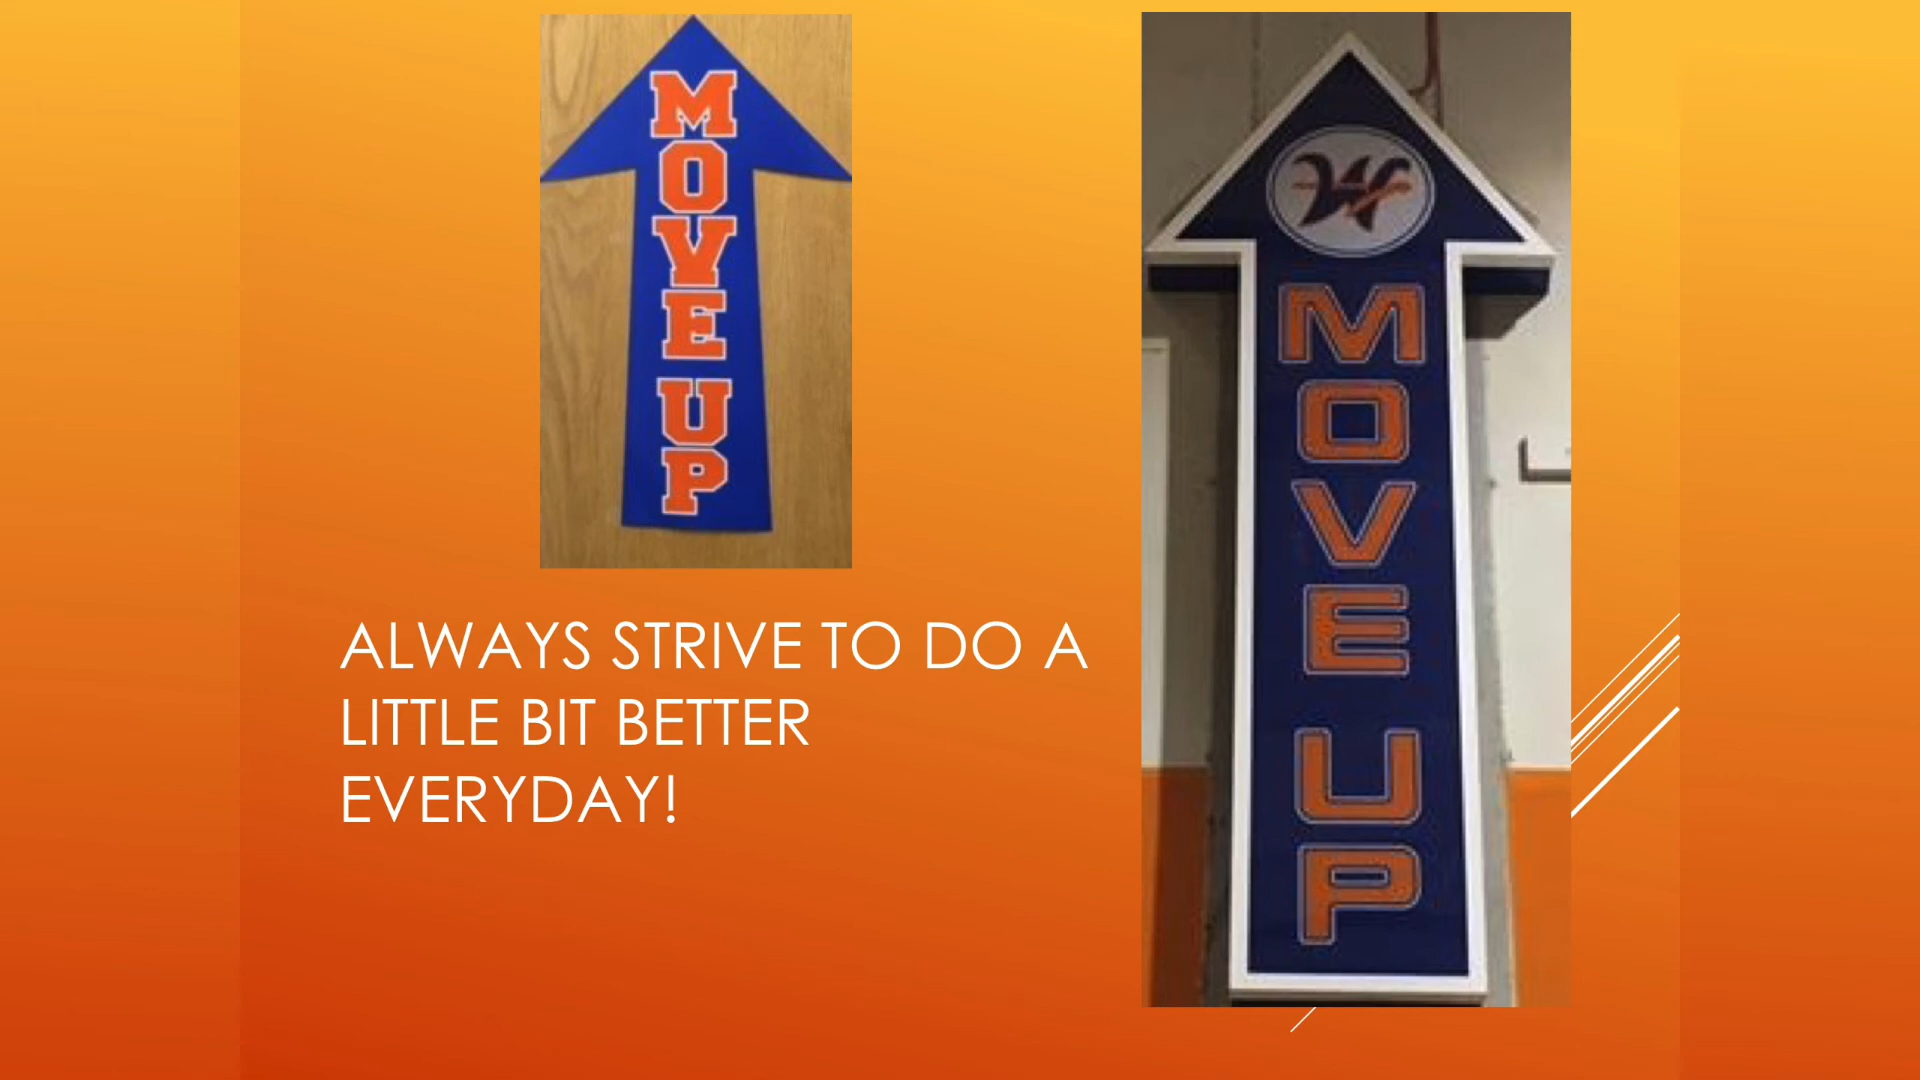 MOVE UP
W
MOVE UP
ALWAYS STRIVE TO DO A
LITTLE BIT BETTER
EVERYDAY!